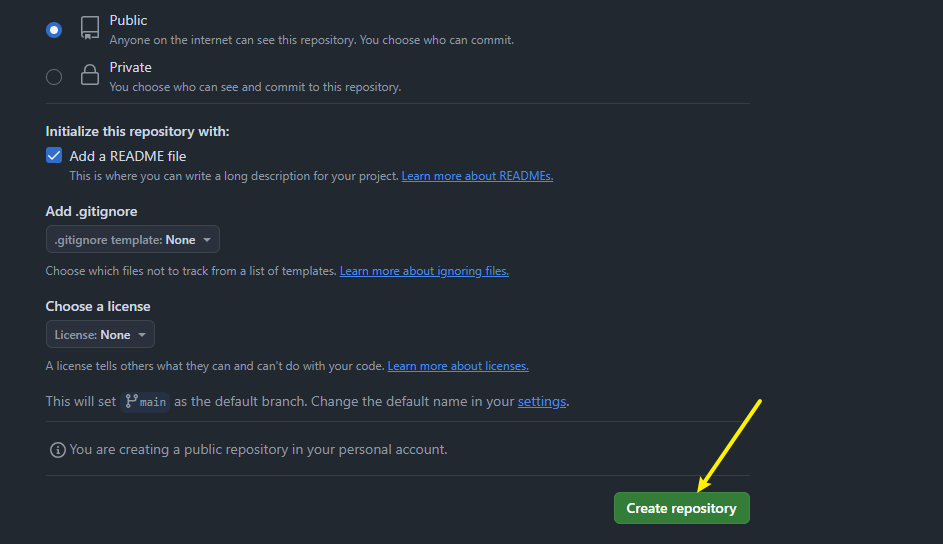 Public
Anyone on the internet can see this repository. You choose who can commit.
Private
You choose who can see and commit to this repository.
Initialize this repository with:
Add a README file
This is where you can write a long description for your project. Learn more about READMEs.
Add .gitignore
.gitignore template: None
Choose which files not to track from a list of templates. Learn more about ignoring files.
Choose a license
License: None
A license tells others what they can and can't do with your code. Learn more about licenses.
This will set main as the default branch. Change the default name in your settings.
You are creating a public repository in your personal account.
Create repository